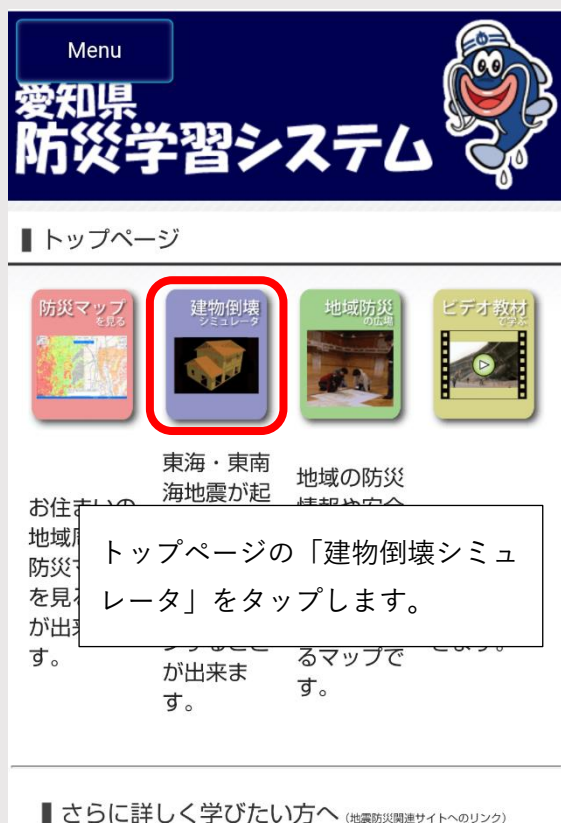 Menu
愛知県
防災学習システム
トップページ
防災マップ
を見る
建物倒壊
シミュレータ
地域防災
の広場
ビデオ教材
で学ぶ
お住まいの
地域
防災
を見
が出
す。
東海・東南
海地震が起
が出来ま
す。
地域の防災
るマップで
す。
トップページの「建物倒壊シミュ
レータ」をタップします。
さらに詳しく学びたい方へ (地震防災関連サイトへのリンク)